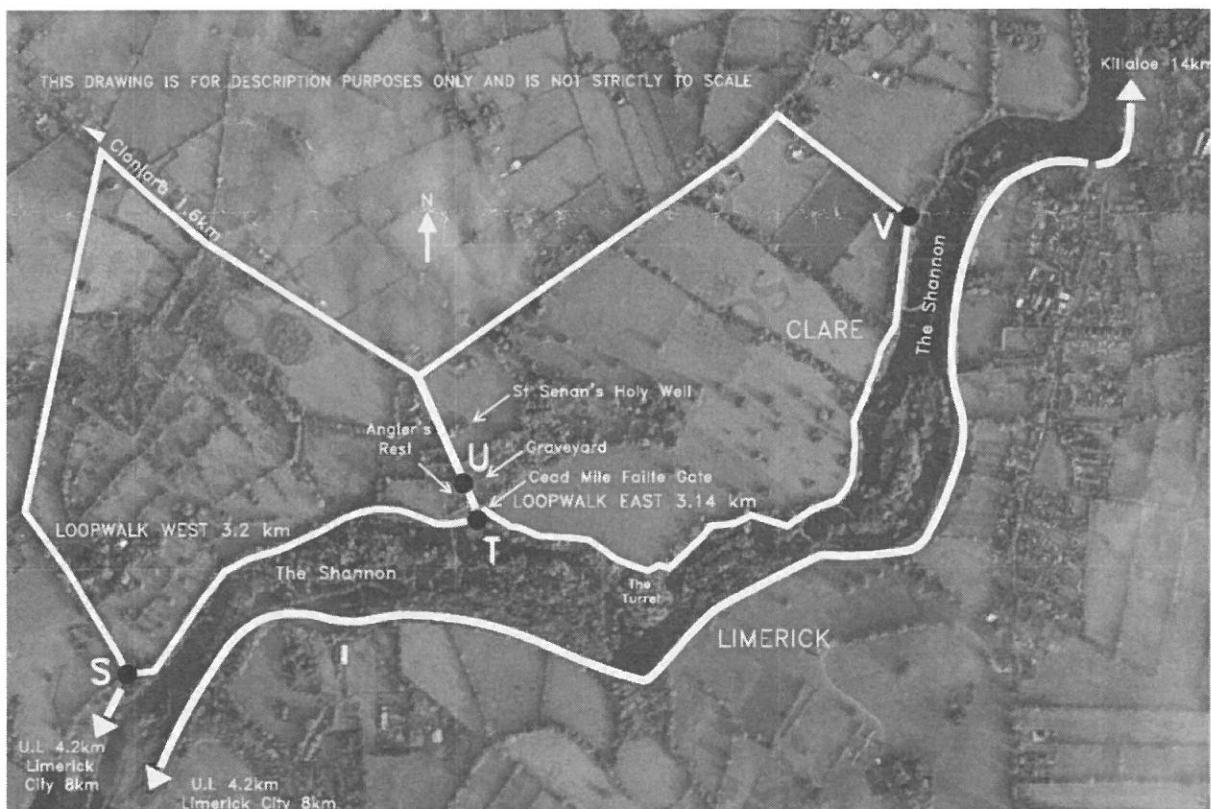 THIS DRAWING IS FOR DESCRIPTION PURPOSES ONLY AND IS NOT STRICTLY TO SCALE
Killaloe 14km
Clonlara 1.6km
N
V
The Shannon
CLARE
St Senan's Holy Well
Angler's
Rest
U
Graveyard
Cead Mile Failte Gate
LOOPWALK EAST 3.14 km
LOOPWALK WEST 3.2 km
T
The Shannon
The
Turret
LIMERICK
S
U.L 4.2km
Limerick
City 8km
U.L 4.2km
Limerick City 8km